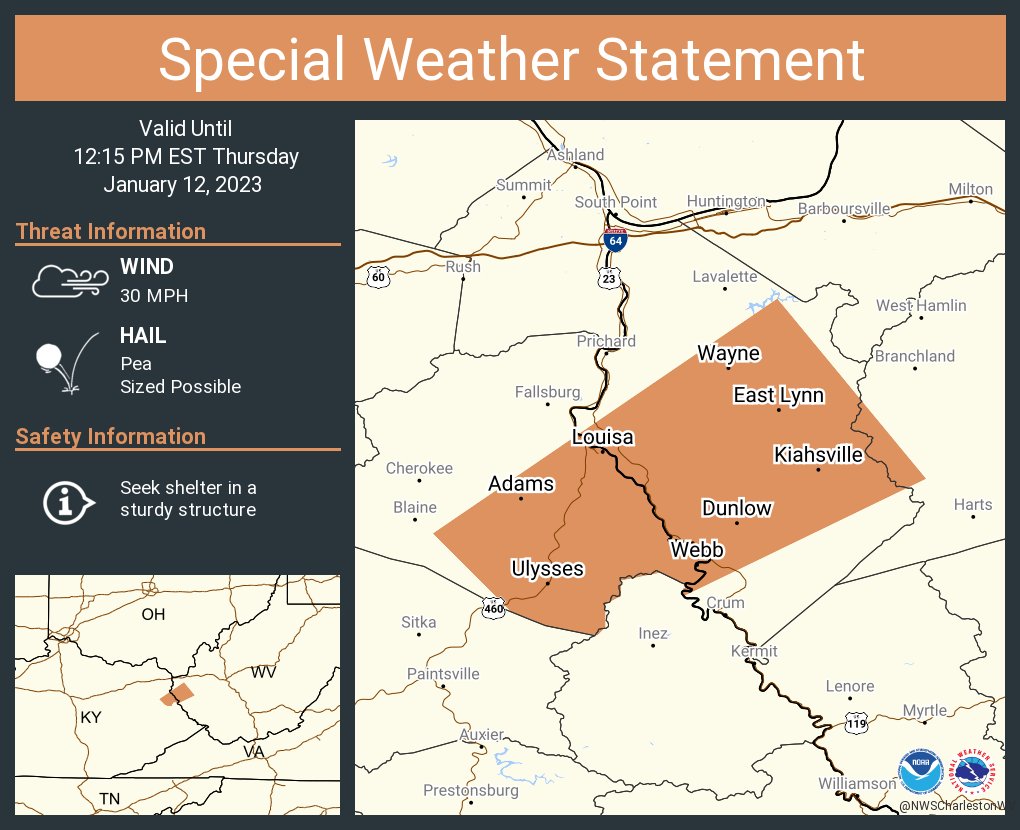 Special Weather Statement
Valid Until
12:15 PM EST Thursday
January 12, 2023
Threat Information
WIND
30 MPH
HAIL
Pea
Sized Possible
Safety Information
Seek shelter in a
sturdy structure
OH
WV
KY
VA
TN
Ashland
Summit
South Point
Huntington
Barboursville
Milton
64
60
23
Rush
Lavalette
West Hamlin
Prichard
Wayne
Branchland
Fallsburg
East Lynn
Louisa
Kiahsville
Cherokee
Adams
Blaine
Dunlow
Harts
Webb
Ulysses
460
Crum
Sitka
Inez
Kermit
Paintsville
Lenore
Myrtle
119
Auxier
NOAA
NATIONAL WEATHER SERVICE
Prestonsburg
Williamson